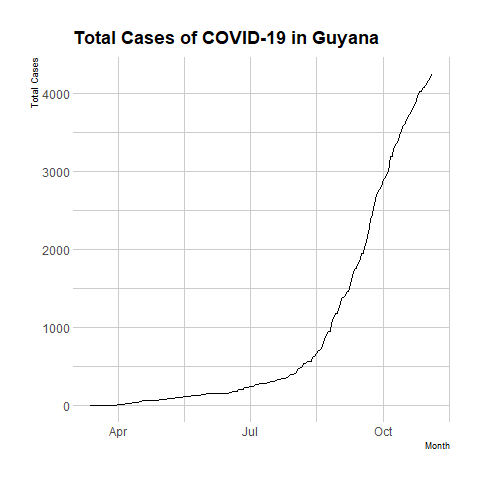 Total Cases of COVID-19 in Guyana
Total Cases
4000
3000
2000
1000
0
Apr Jul Oct
Month